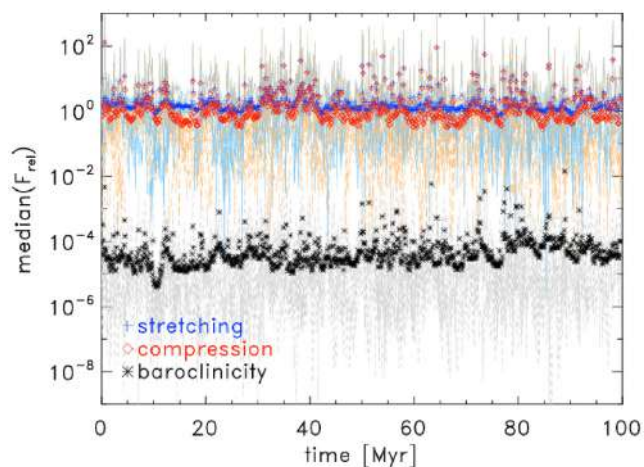 10²
10⁰
10⁻²
10⁻⁴
10⁻⁶
10⁻⁸
median(F_rel)
+ stretching
◇ compression
✳ baroclinicity
0 20 40 60 80 100
time [Myr]